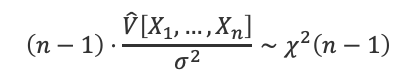 (n − 1) · V̂[X₁, … , Xₙ] / σ² ~ χ²(n − 1)